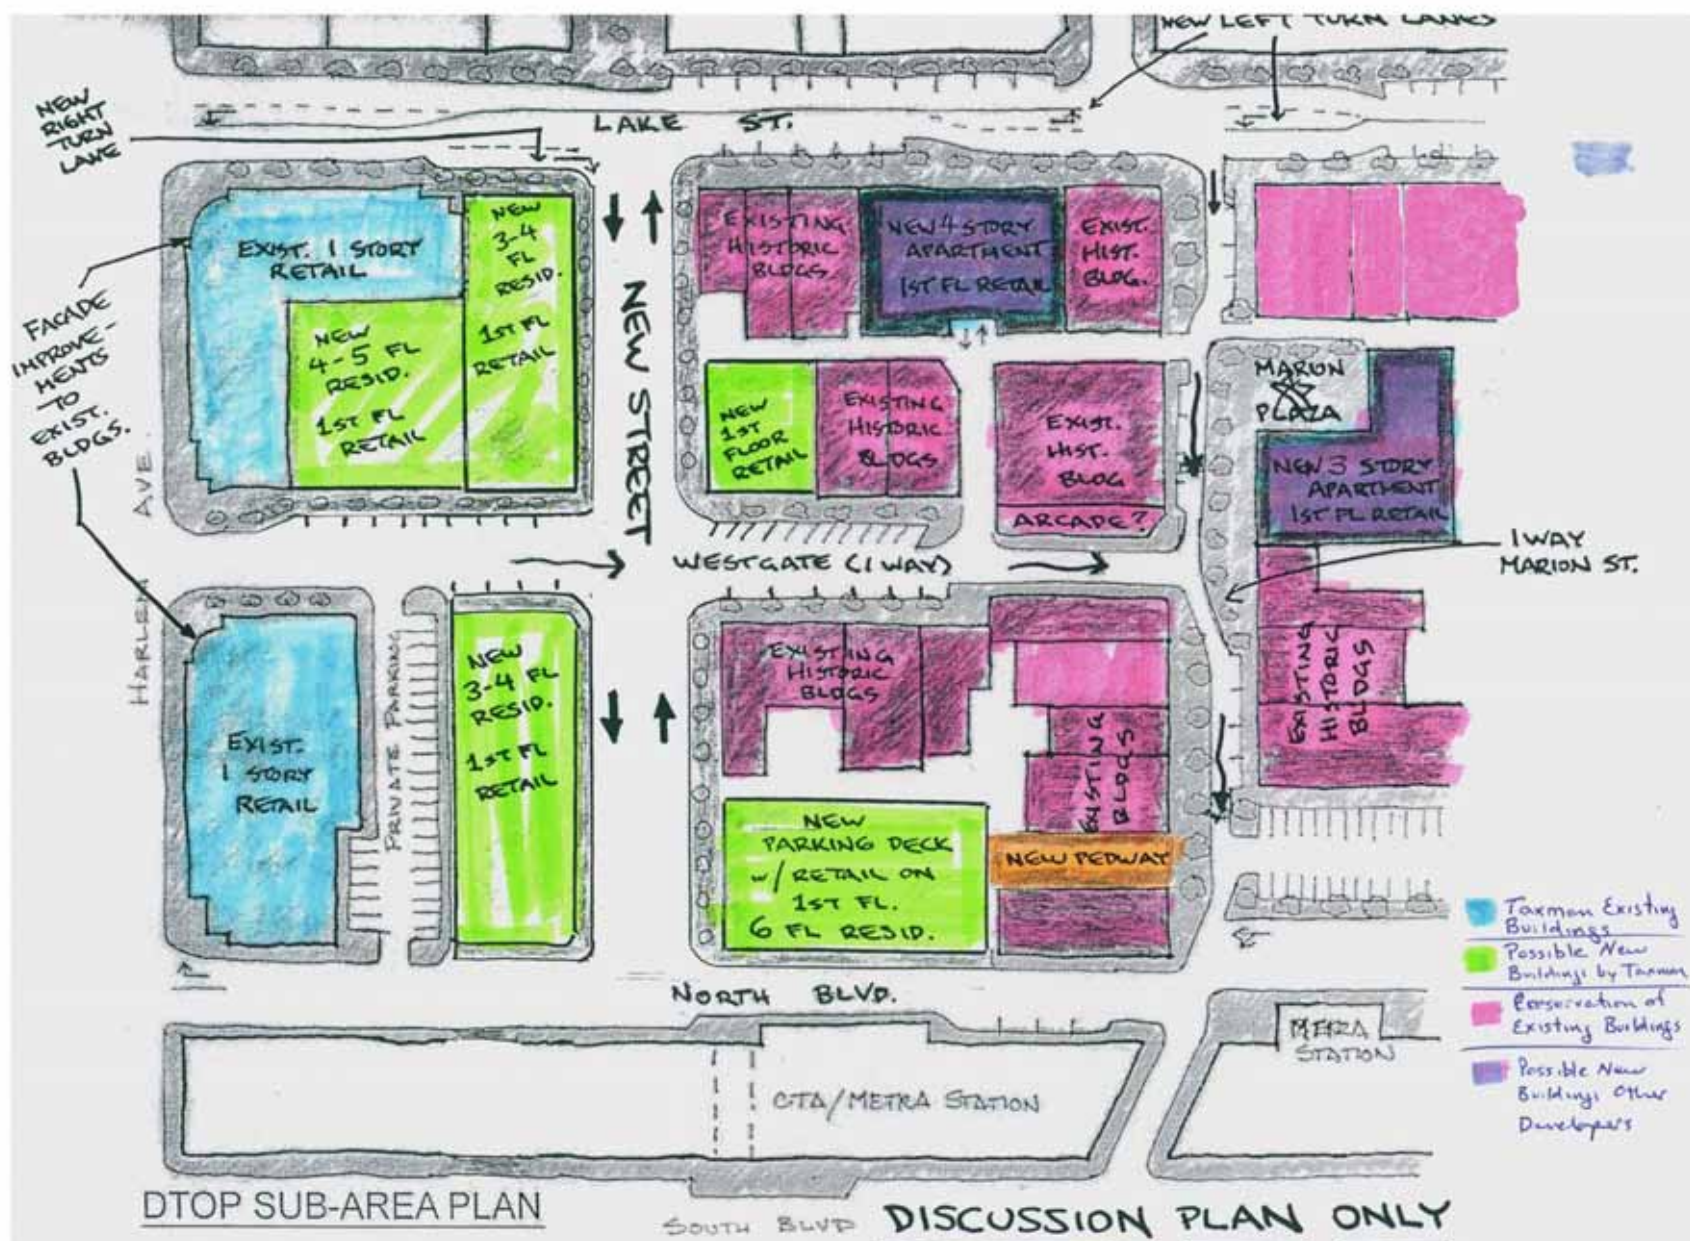 NEW LEFT TURN LANES
NEW
RIGHT
TURN
LANE
LAKE ST.
EXIST. 1 STORY
RETAIL
NEW
3-4
FL
RESID.
1ST FL
RETAIL
NEW
4-5 FL
RESID.
1ST FL
RETAIL
NEW STREET
EXISTING
HISTORIC
BLDGS
NEW 4 STORY
APARTMENT
1ST FL RETAIL
EXIST.
HIST.
BLDG.
FACADE
IMPROVE-
MENTS
TO
EXIST.
BLDGS.
HARLEM AVE.
NEW
1ST
FLOOR
RETAIL
EXISTING
HISTORIC
BLDGS
EXIST.
HIST.
BLDG
ARCADE?
MARION
PLAZA
NEW 3 STORY
APARTMENT
1ST FL RETAIL
1 WAY
MARION ST.
WESTGATE (1 WAY)
EXIST.
1 STORY
RETAIL
PRIVATE PARKING
NEW
3-4 FL
RESID.
1ST FL
RETAIL
EXISTING
HISTORIC
BLDGS
EXISTING
BLDGS
EXISTING
HISTORIC
BLDGS
NEW
PARKING DECK
w/ RETAIL ON
1ST FL.
6 FL RESID.
NEW PEDWAY
Taxman Existing
Buildings
Possible New
Buildings by Taxman
Preservation of
Existing Buildings
Possible New
Buildings Other
Developers
NORTH BLVD.
CTA/METRA STATION
METRA
STATION
DTOP SUB-AREA PLAN
SOUTH BLVD
DISCUSSION PLAN ONLY